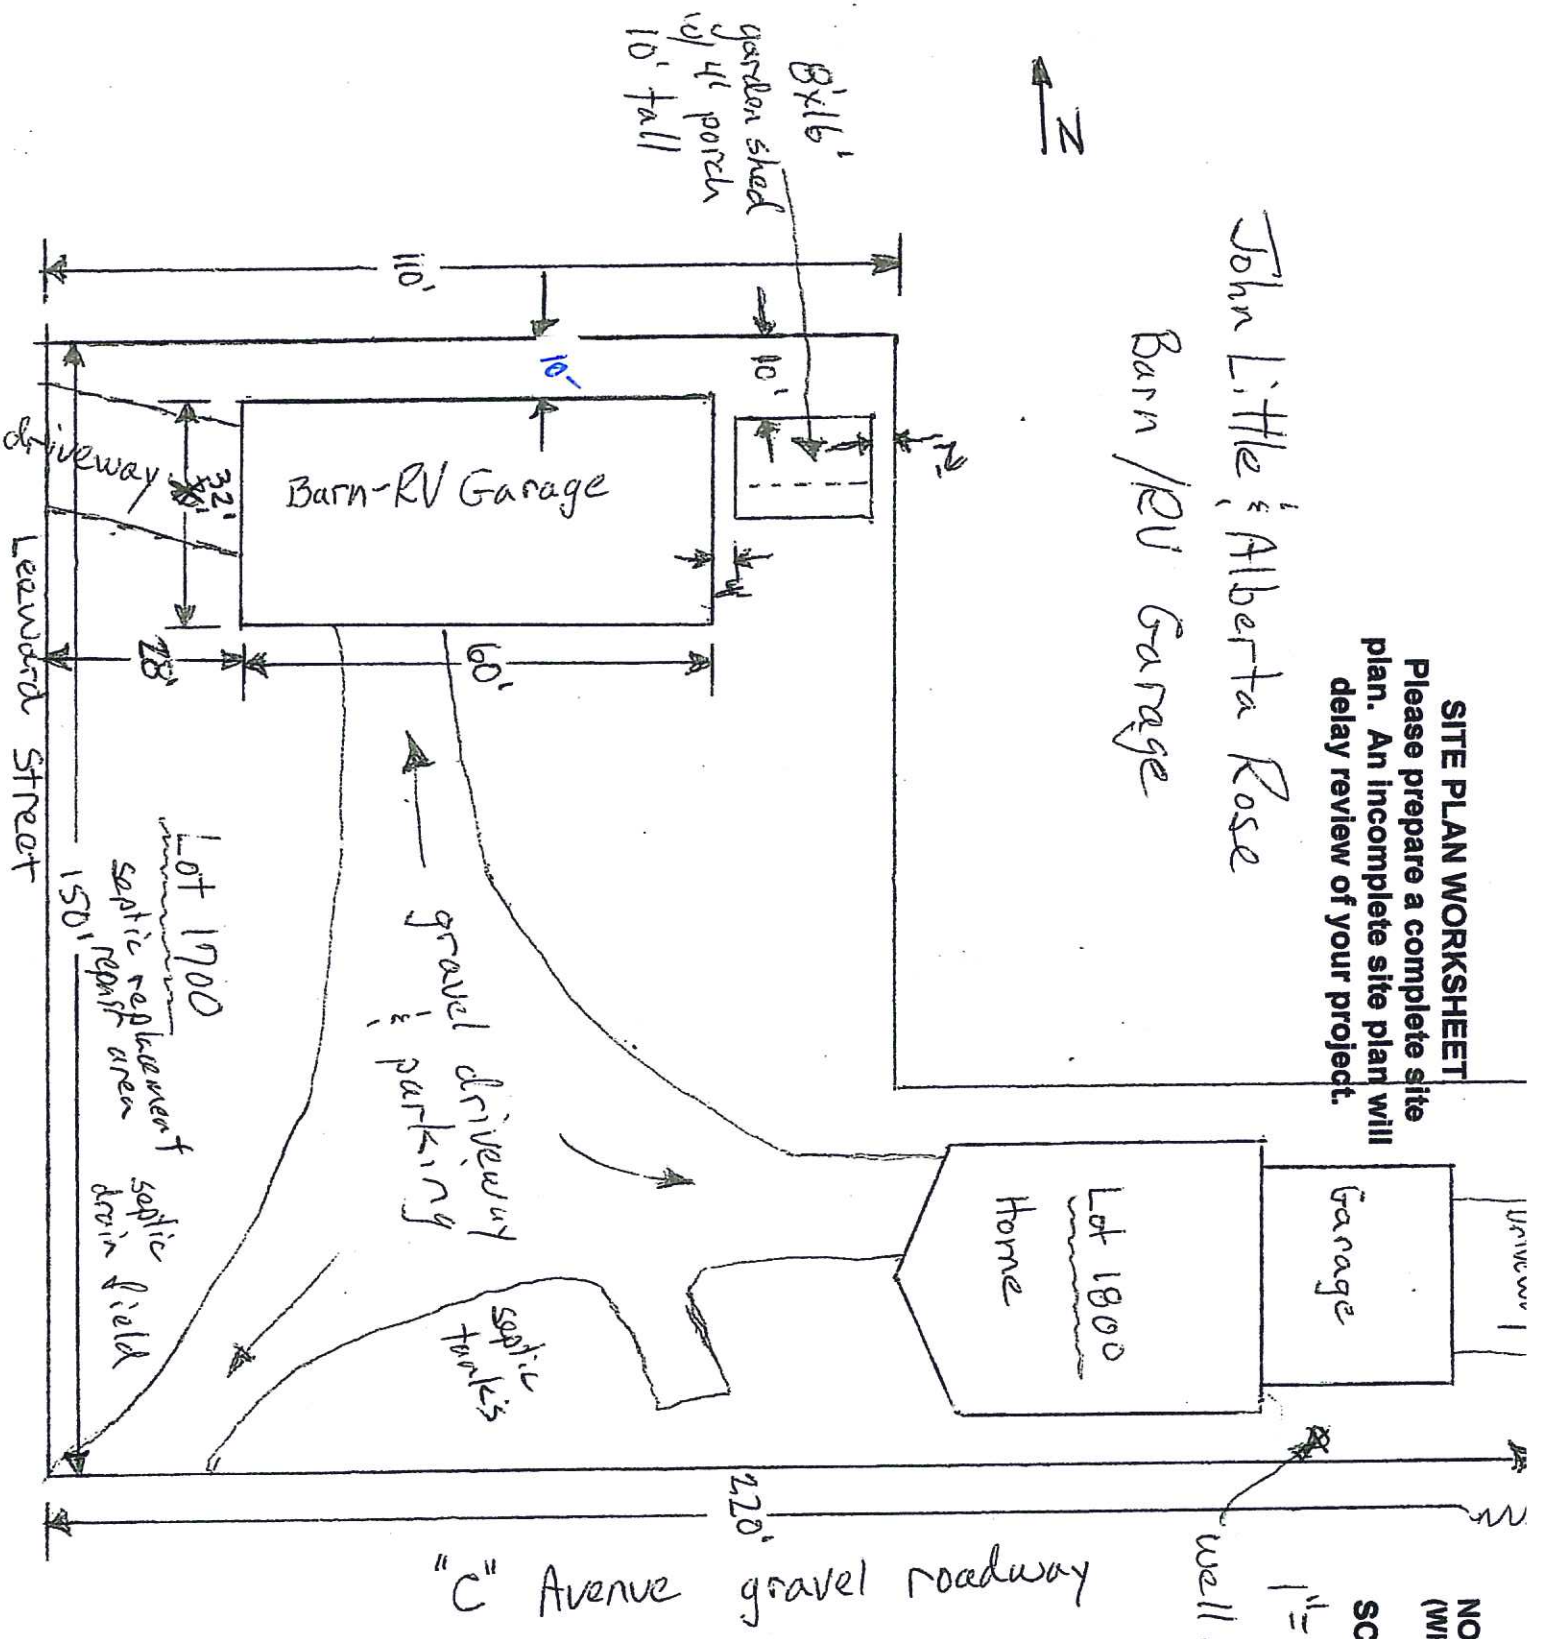 SITE PLAN WORKSHEET
Please prepare a complete site
plan. An incomplete site plan will
delay review of your project.
NO
(WI
SC
1"=
John Little & Alberta Rose
Barn/RV Garage
N
8'x16'
garden shed
w/ 4' porch
10' tall
110'
10'
10'
Barn-RV Garage
32'
driveway
28'
60'
Leeward Street
150'
Lot 1700
septic replacement
repair area
septic
drain field
gravel driveway
& parking
septic
tanks
Lot 1800
Home
Garage
Driveway
well
220'
"C" Avenue gravel roadway